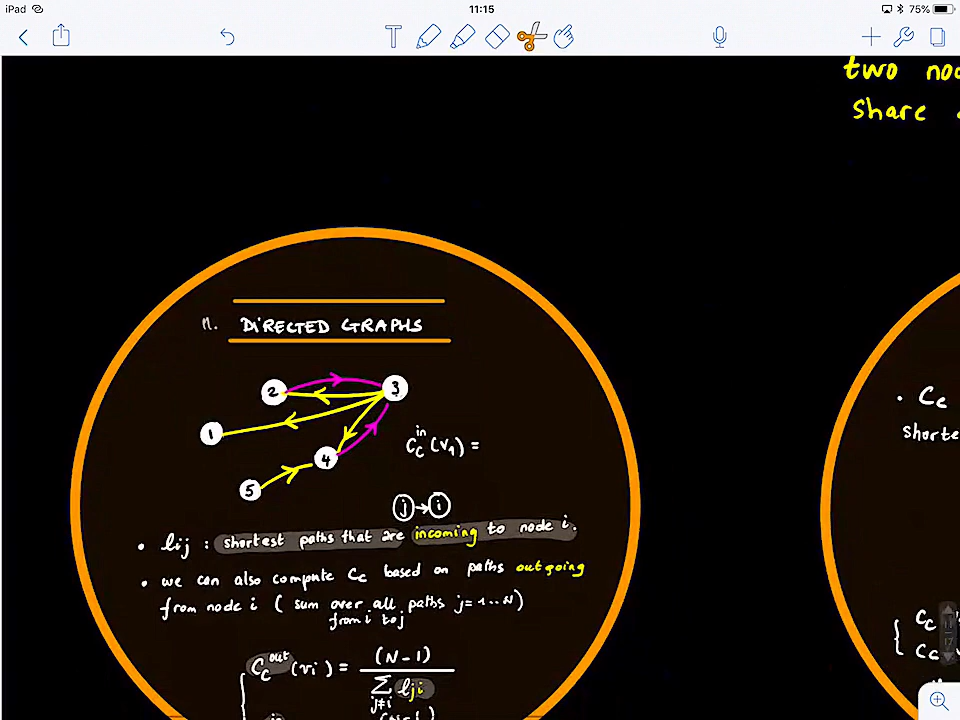 iPad
11:15
75%
T
two
share
II. DIRECTED GRAPHS
2
3
1
4
5
C_c^in (v_1) =
j → i
• l_ij : shortest paths that are incoming to node i.
• we can also compute C_c based on paths outgoing
from node i ( sum over all paths j = 1 .. N )
from i to j
C_c^out (v_i) = (N - 1) / Σ_{j≠i} l_ji
• C_c
C_c
C_c